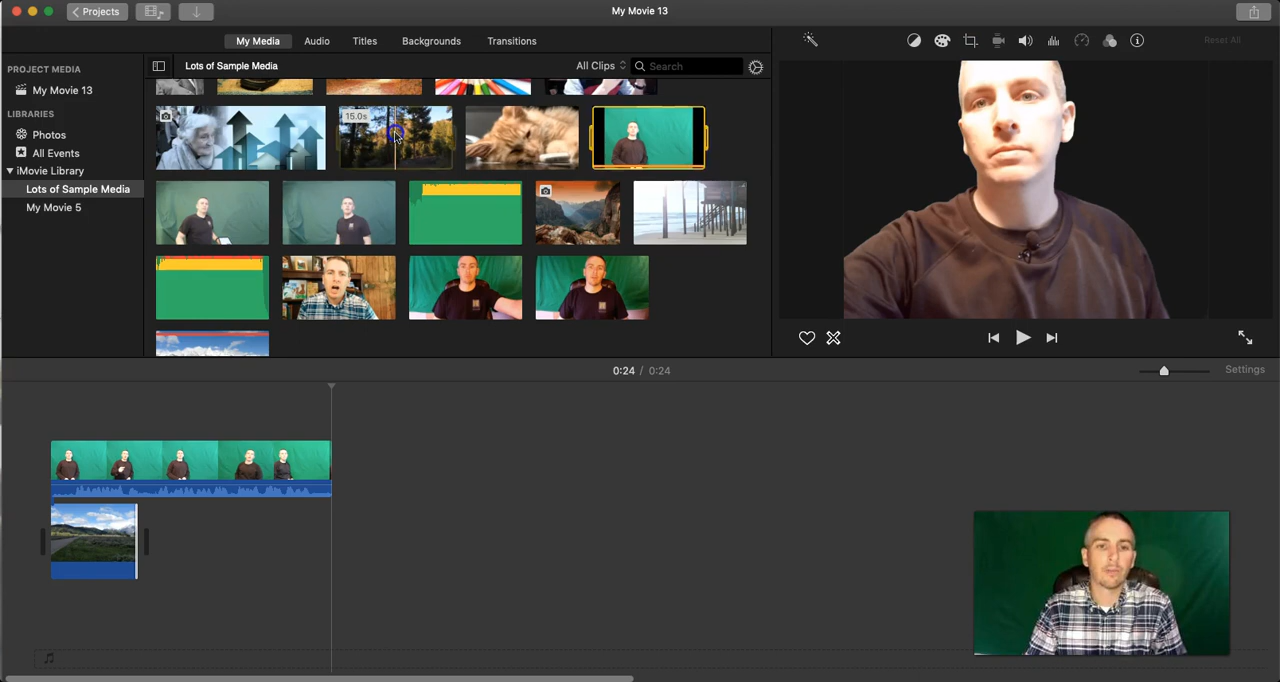 Projects
My Movie 13
My Media Audio Titles Backgrounds Transitions
Reset All
PROJECT MEDIA
My Movie 13
LIBRARIES
Photos
All Events
iMovie Library
Lots of Sample Media
My Movie 5
Lots of Sample Media
All Clips
Search
15.0s
0:24 / 0:24
Settings